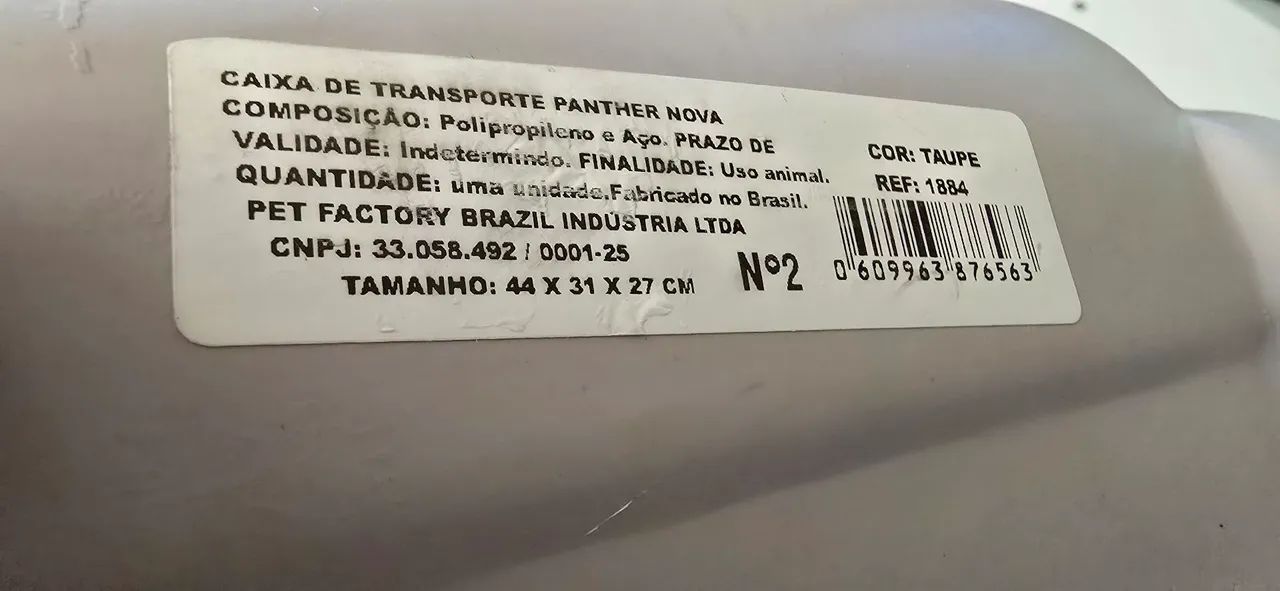 CAIXA DE TRANSPORTE PANTHER NOVA
COMPOSIÇÃO: Polipropileno e Aço. PRAZO DE
VALIDADE: Indetermindo. FINALIDADE: Uso animal.
QUANTIDADE: uma unidade.Fabricado no Brasil.
PET FACTORY BRAZIL INDÚSTRIA LTDA
CNPJ: 33.058.492 / 0001-25
TAMANHO: 44 X 31 X 27 CM
Nº2
COR: TAUPE
REF: 1884
0 609963 876563